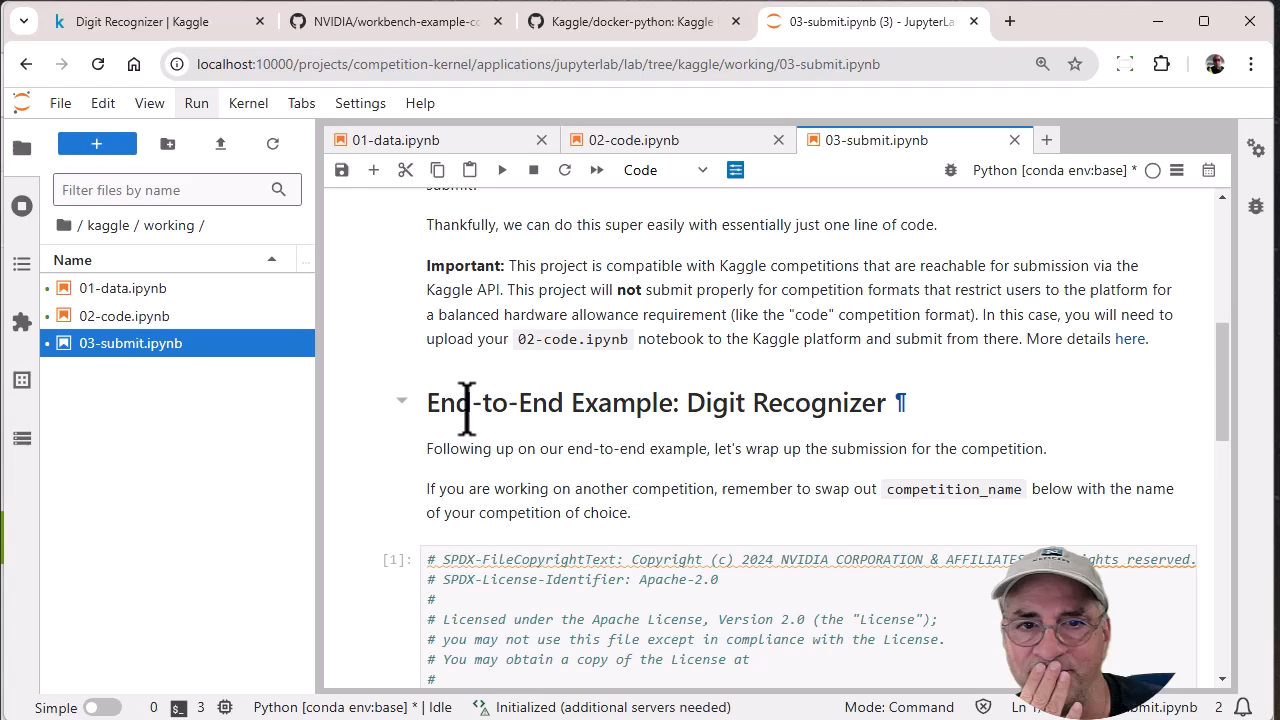 Digit Recognizer | Kaggle
NVIDIA/workbench-example-co
Kaggle/docker-python: Kaggle
03-submit.ipynb (3) - JupyterLa
localhost:10000/projects/competition-kernel/applications/jupyterlab/lab/tree/kaggle/working/03-submit.ipynb
File Edit View Run Kernel Tabs Settings Help
01-data.ipynb
02-code.ipynb
03-submit.ipynb
Code
Python [conda env:base] *
Filter files by name
/ kaggle / working /
Name
01-data.ipynb
02-code.ipynb
03-submit.ipynb
submit.
Thankfully, we can do this super easily with essentially just one line of code.
Important: This project is compatible with Kaggle competitions that are reachable for submission via the
Kaggle API. This project will not submit properly for competition formats that restrict users to the platform for
a balanced hardware allowance requirement (like the "code" competition format). In this case, you will need to
upload your 02-code.ipynb notebook to the Kaggle platform and submit from there. More details here.
End-to-End Example: Digit Recognizer ¶
Following up on our end-to-end example, let's wrap up the submission for the competition.
If you are working on another competition, remember to swap out competition_name below with the name
of your competition of choice.
[1]:
# SPDX-FileCopyrightText: Copyright (c) 2024 NVIDIA CORPORATION & AFFILIATES reserved.
# SPDX-License-Identifier: Apache-2.0
#
# Licensed under the Apache License, Version 2.0 (the "License");
# you may not use this file except in compliance with the License.
# You may obtain a copy of the License at
#
Simple 0 3 Python [conda env:base] * | Idle Initialized (additional servers needed) Mode: Command Ln ipynb 2